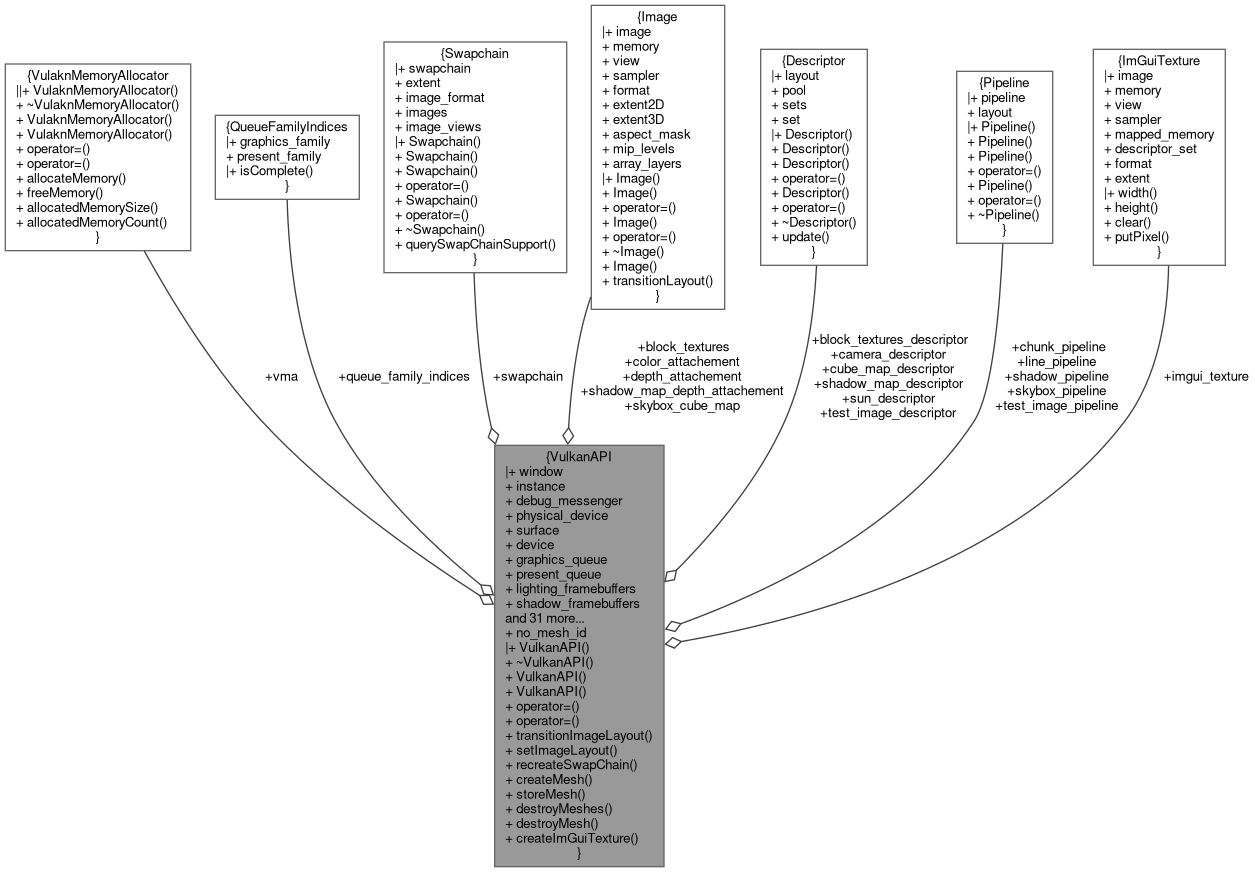 {VulaknMemoryAllocator
||+ VulaknMemoryAllocator()
+ ~VulaknMemoryAllocator()
+ VulaknMemoryAllocator()
+ VulaknMemoryAllocator()
+ operator=()
+ operator=()
+ allocateMemory()
+ freeMemory()
+ allocatedMemorySize()
+ allocatedMemoryCount()
}
{QueueFamilyIndices
|+ graphics_family
+ present_family
|+ isComplete()
}
{Swapchain
|+ swapchain
+ extent
+ image_format
+ images
+ image_views
|+ Swapchain()
+ Swapchain()
+ Swapchain()
+ operator=()
+ Swapchain()
+ operator=()
+ ~Swapchain()
+ querySwapChainSupport()
}
{Image
|+ image
+ memory
+ view
+ sampler
+ format
+ extent2D
+ extent3D
+ aspect_mask
+ mip_levels
+ array_layers
|+ Image()
+ Image()
+ operator=()
+ Image()
+ operator=()
+ ~Image()
+ Image()
+ transitionLayout()
}
{Descriptor
|+ layout
+ pool
+ sets
+ set
|+ Descriptor()
+ Descriptor()
+ Descriptor()
+ operator=()
+ Descriptor()
+ operator=()
+ ~Descriptor()
+ update()
}
{Pipeline
|+ pipeline
+ layout
|+ Pipeline()
+ Pipeline()
+ Pipeline()
+ operator=()
+ Pipeline()
+ operator=()
+ ~Pipeline()
}
{ImGuiTexture
|+ image
+ memory
+ view
+ sampler
+ mapped_memory
+ descriptor_set
+ format
+ extent
|+ width()
+ height()
+ clear()
+ putPixel()
}
+vma
+queue_family_indices
+swapchain
+block_textures
+color_attachement
+depth_attachement
+shadow_map_depth_attachement
+skybox_cube_map
+block_textures_descriptor
+camera_descriptor
+cube_map_descriptor
+shadow_map_descriptor
+sun_descriptor
+test_image_descriptor
+chunk_pipeline
+line_pipeline
+shadow_pipeline
+skybox_pipeline
+test_image_pipeline
+imgui_texture
{VulkanAPI
|+ window
+ instance
+ debug_messenger
+ physical_device
+ surface
+ device
+ graphics_queue
+ present_queue
+ lighting_framebuffers
+ shadow_framebuffers
and 31 more...
+ no_mesh_id
|+ VulkanAPI()
+ ~VulkanAPI()
+ VulkanAPI()
+ VulkanAPI()
+ operator=()
+ operator=()
+ transitionImageLayout()
+ setImageLayout()
+ recreateSwapChain()
+ createMesh()
+ storeMesh()
+ destroyMeshes()
+ destroyMesh()
+ createImGuiTexture()
}